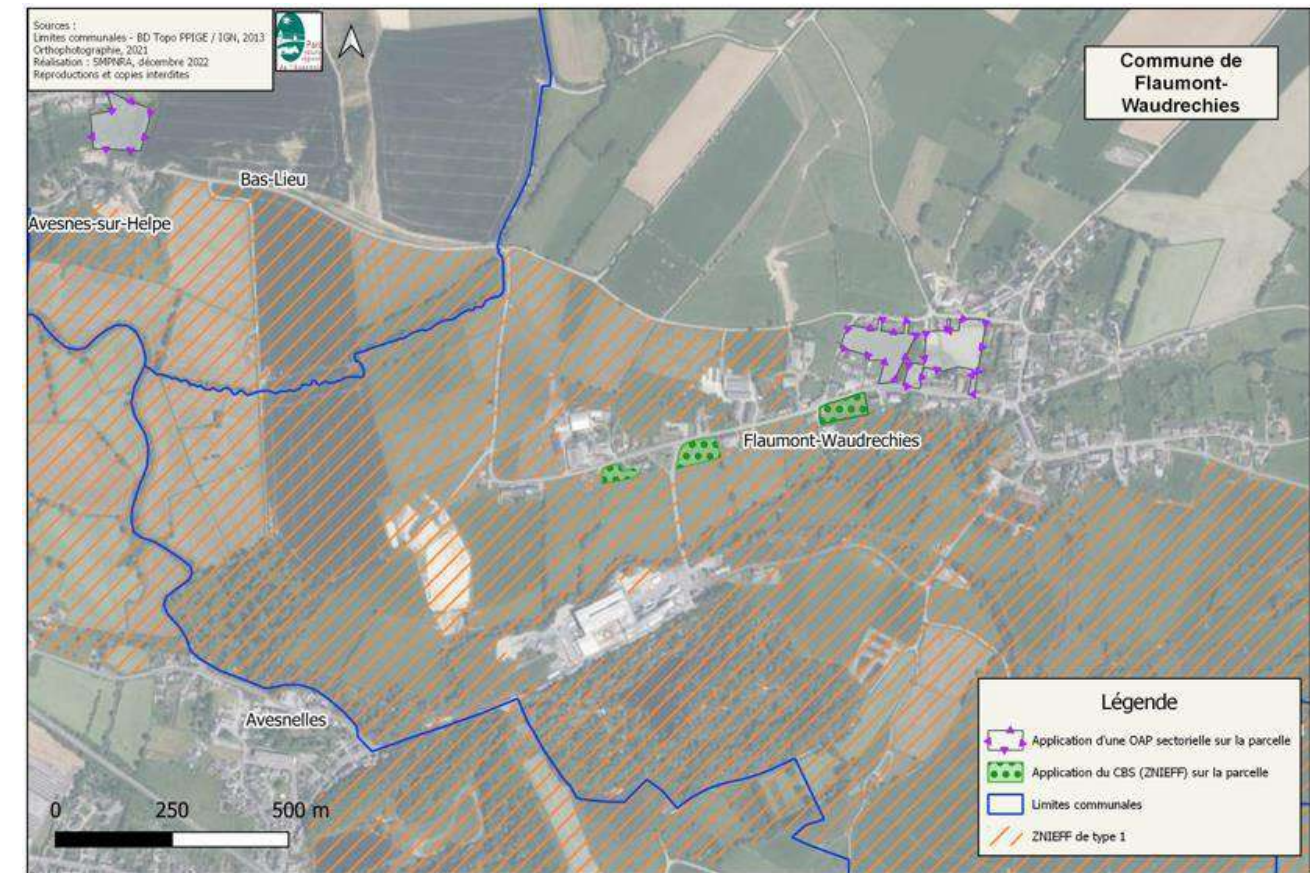 Sources :
Limites communales - BD Topo PPIGE / IGN, 2013
Orthophotographie, 2021
Réalisation : SMPNRA, décembre 2022
Reproductions et copies interdites
Parc
Commune de
Flaumont-
Waudrechies
Bas-Lieu
Avesnes-sur-Helpe
Flaumont-Waudrechies
Avesnelles
0 250 500 m
Légende
Application d'une OAP sectorielle sur la parcelle
Application du CBS (ZNIEFF) sur la parcelle
Limites communales
ZNIEFF de type 1